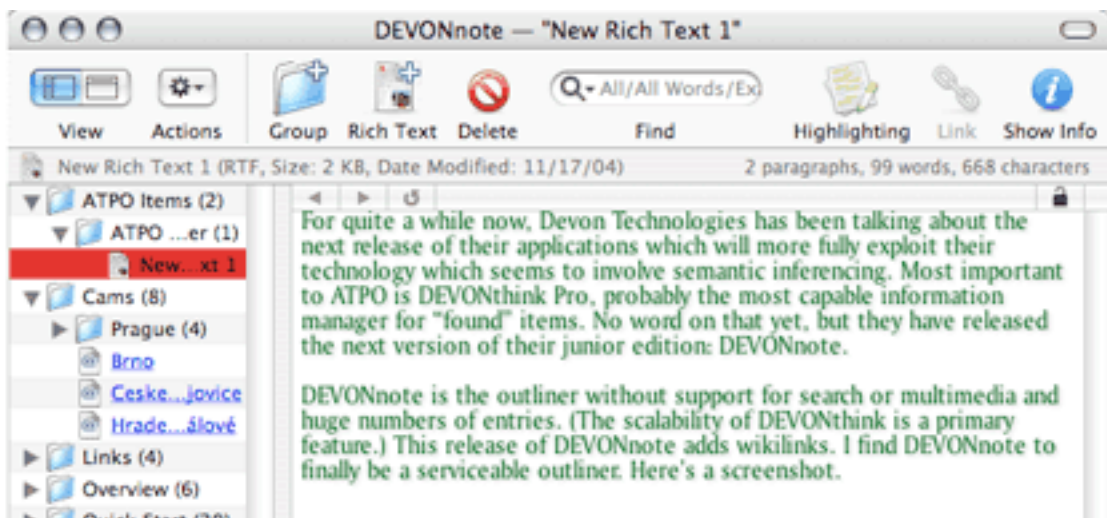 DEVONnote — "New Rich Text 1"
View Actions Group Rich Text Delete Find Highlighting Link Show Info
All/All Words/Ex
New Rich Text 1 (RTF, Size: 2 KB, Date Modified: 11/17/04) 2 paragraphs, 99 words, 668 characters
ATPO Items (2)
ATPO ...er (1)
New...xt 1
Cams (8)
Prague (4)
Brno
Ceske...jovice
Hrade...álové
Links (4)
Overview (6)
For quite a while now, Devon Technologies has been talking about the
next release of their applications which will more fully exploit their
technology which seems to involve semantic inferencing. Most important
to ATPO is DEVONthink Pro, probably the most capable information
manager for "found" items. No word on that yet, but they have released
the next version of their junior edition: DEVONnote.
DEVONnote is the outliner without support for search or multimedia and
huge numbers of entries. (The scalability of DEVONthink is a primary
feature.) This release of DEVONnote adds wikilinks. I find DEVONnote to
finally be a serviceable outliner. Here's a screenshot.